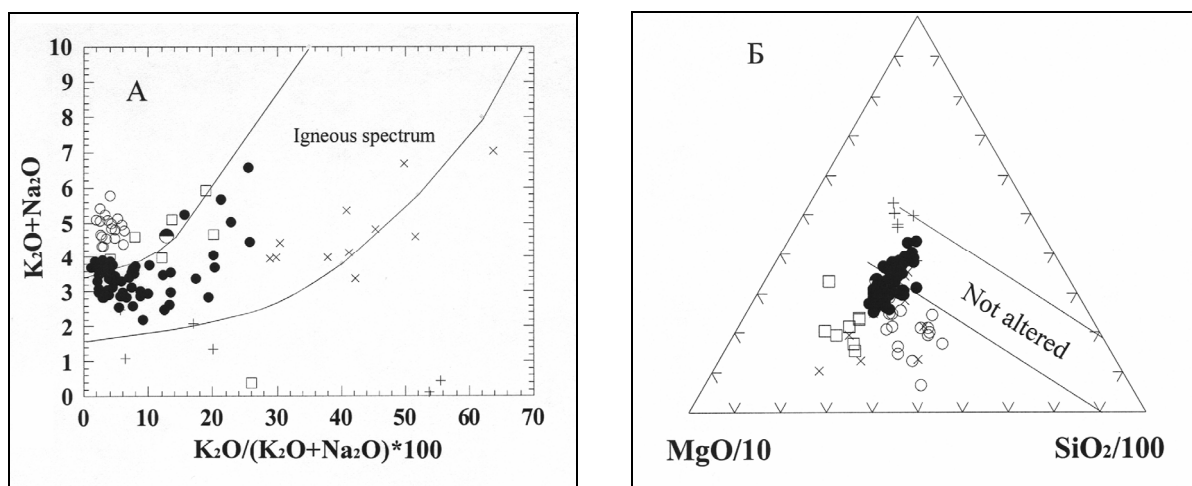 А
Igneous spectrum
K₂O+Na₂O
10
9
8
7
6
5
4
3
2
1
0
0 10 20 30 40 50 60 70
K₂O/(K₂O+Na₂O)*100
Б
Not altered
MgO/10
SiO₂/100